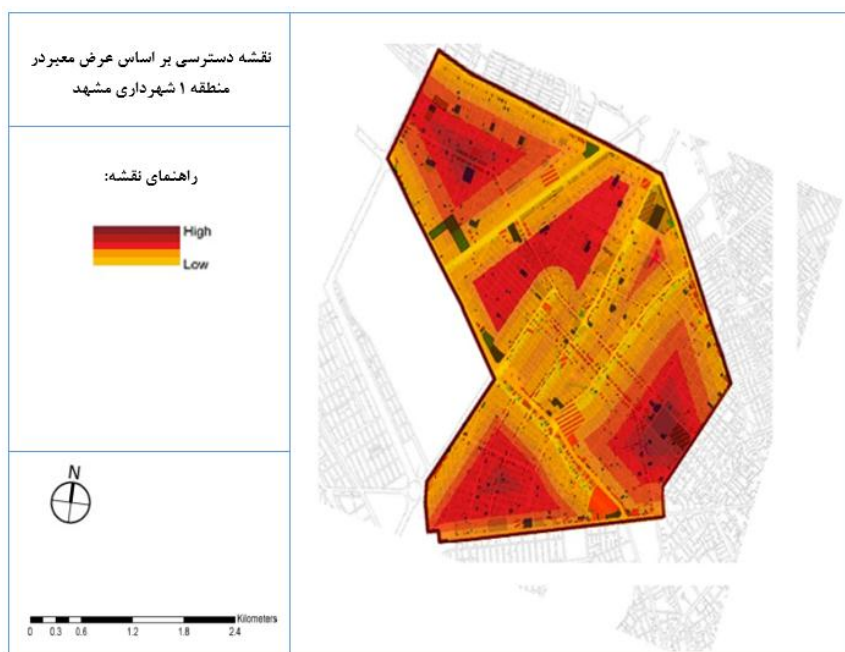 نقشه دسترسی بر اساس عرض معبردر
منطقه ۱ شهرداری مشهد
راهنمای نقشه:
High
Low
N
Kilometers
0 0.3 0.6 1.2 1.8 2.4